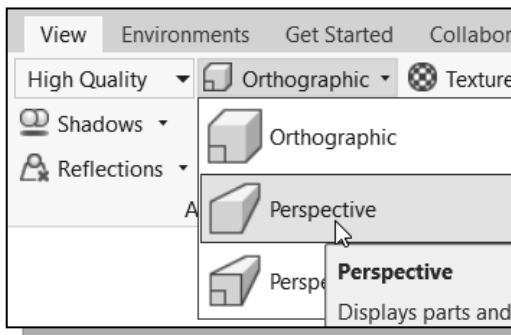 View Environments Get Started Collabor
High Quality Orthographic Texture
Shadows
Orthographic
Reflections
A
Perspective
Perspe
Perspective
Displays parts and